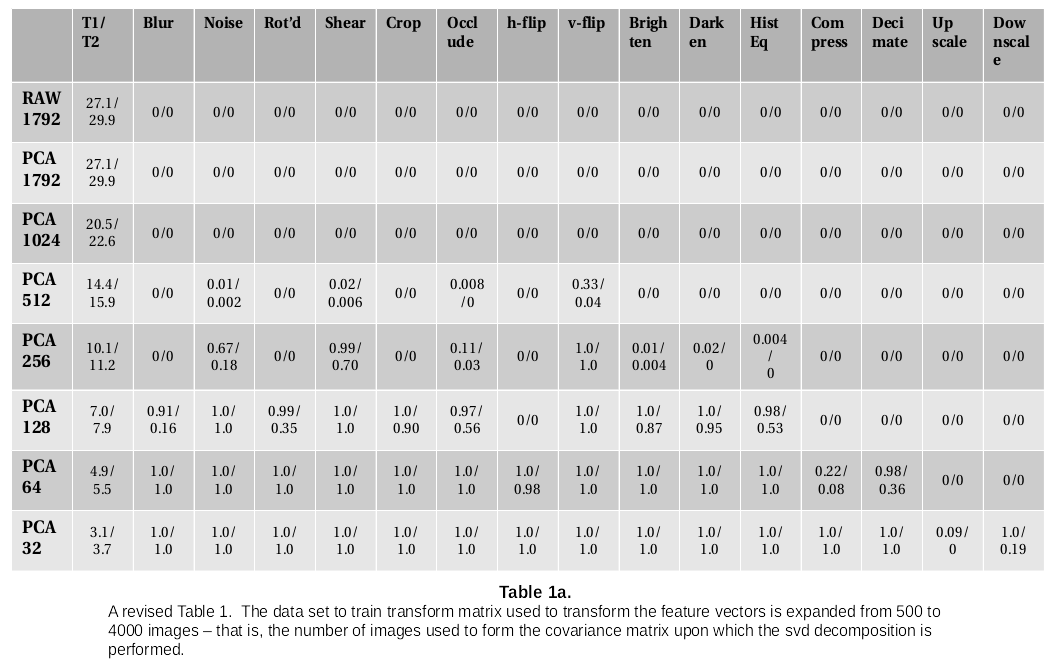 T1/ T2 Blur Noise Rot’d Shear Crop Occl ude h-flip v-flip Brigh ten Dark en Hist Eq Com press Deci mate Up scale Dow nscal e
RAW 1792 27.1/ 29.9 0/0 0/0 0/0 0/0 0/0 0/0 0/0 0/0 0/0 0/0 0/0 0/0 0/0 0/0 0/0
PCA 1792 27.1/ 29.9 0/0 0/0 0/0 0/0 0/0 0/0 0/0 0/0 0/0 0/0 0/0 0/0 0/0 0/0 0/0
PCA 1024 20.5/ 22.6 0/0 0/0 0/0 0/0 0/0 0/0 0/0 0/0 0/0 0/0 0/0 0/0 0/0 0/0 0/0
PCA 512 14.4/ 15.9 0/0 0.01/ 0.002 0/0 0.02/ 0.006 0/0 0.008 /0 0/0 0.33/ 0.04 0/0 0/0 0/0 0/0 0/0 0/0 0/0
PCA 256 10.1/ 11.2 0/0 0.67/ 0.18 0/0 0.99/ 0.70 0/0 0.11/ 0.03 0/0 1.0/ 1.0 0.01/ 0.004 0.02/ 0 0.004 / 0 0/0 0/0 0/0 0/0
PCA 128 7.0/ 7.9 0.91/ 0.16 1.0/ 1.0 0.99/ 0.35 1.0/ 1.0 1.0/ 0.90 0.97/ 0.56 0/0 1.0/ 1.0 1.0/ 0.87 1.0/ 0.95 0.98/ 0.53 0/0 0/0 0/0 0/0
PCA 64 4.9/ 5.5 1.0/ 1.0 1.0/ 1.0 1.0/ 1.0 1.0/ 1.0 1.0/ 1.0 1.0/ 1.0 1.0/ 0.98 1.0/ 1.0 1.0/ 1.0 1.0/ 1.0 1.0/ 1.0 0.22/ 0.08 0.98/ 0.36 0/0 0/0
PCA 32 3.1/ 3.7 1.0/ 1.0 1.0/ 1.0 1.0/ 1.0 1.0/ 1.0 1.0/ 1.0 1.0/ 1.0 1.0/ 1.0 1.0/ 1.0 1.0/ 1.0 1.0/ 1.0 1.0/ 1.0 1.0/ 1.0 1.0/ 1.0 0.09/ 0 1.0/ 0.19
Table 1a.
A revised Table 1. The data set to train transform matrix used to transform the feature vectors is expanded from 500 to
4000 images – that is, the number of images used to form the covariance matrix upon which the svd decomposition is
performed.